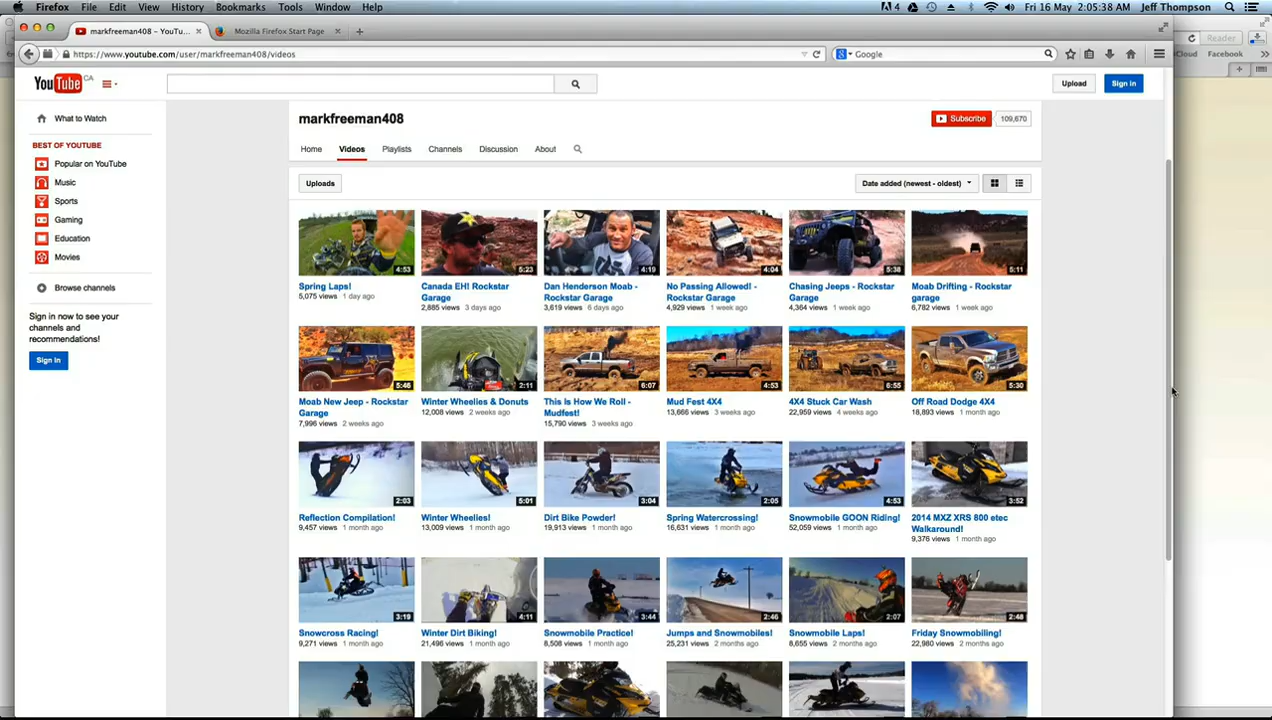 Firefox File Edit View History Bookmarks Tools Window Help
4 Fri 16 May 2:05:38 AM Jeff Thompson
markfreeman408 – YouTu...
Mozilla Firefox Start Page
Reader
https://www.youtube.com/user/markfreeman408/videos
Google
iCloud Facebook
YouTube CA
Upload
Sign in
What to Watch
BEST OF YOUTUBE
Popular on YouTube
Music
Sports
Gaming
Education
Movies
Browse channels
Sign in now to see your
channels and
recommendations!
Sign in
markfreeman408
Subscribe
109,670
Home Videos Playlists Channels Discussion About
Uploads
Date added (newest - oldest)
4:53 5:23 4:19 4:04 5:38 5:11
Spring Laps!
5,075 views 1 day ago
Canada EH! Rockstar
Garage
2,885 views 3 days ago
Dan Henderson Moab -
Rockstar Garage
3,619 views 6 days ago
No Passing Allowed! -
Rockstar Garage
4,929 views 1 week ago
Chasing Jeeps - Rockstar
Garage
4,364 views 1 week ago
Moab Drifting - Rockstar
garage
6,782 views 1 week ago
5:46 2:11 6:07 4:53 6:55 5:30
Moab New Jeep - Rockstar
Garage
7,996 views 2 weeks ago
Winter Wheelies & Donuts
12,008 views 2 weeks ago
This Is How We Roll -
Mudfest!
15,790 views 3 weeks ago
Mud Fest 4X4
13,666 views 3 weeks ago
4X4 Stuck Car Wash
22,959 views 4 weeks ago
Off Road Dodge 4X4
18,893 views 1 month ago
2:03 5:01 3:04 2:05 4:53 3:52
Reflection Compilation!
9,457 views 1 month ago
Winter Wheelies!
13,009 views 1 month ago
Dirt Bike Powder!
19,913 views 1 month ago
Spring Watercrossing!
16,631 views 1 month ago
Snowmobile GOON Riding!
52,059 views 1 month ago
2014 MXZ XRS 800 etec
Walkaround!
9,376 views 1 month ago
3:19 4:11 3:44 2:46 2:07 2:48
Snowcross Racing!
9,271 views 1 month ago
Winter Dirt Biking!
21,496 views 1 month ago
Snowmobile Practice!
8,508 views 1 month ago
Jumps and Snowmobiles!
25,231 views 2 months ago
Snowmobile Laps!
8,655 views 2 months ago
Friday Snowmobiling!
22,980 views 2 months ago